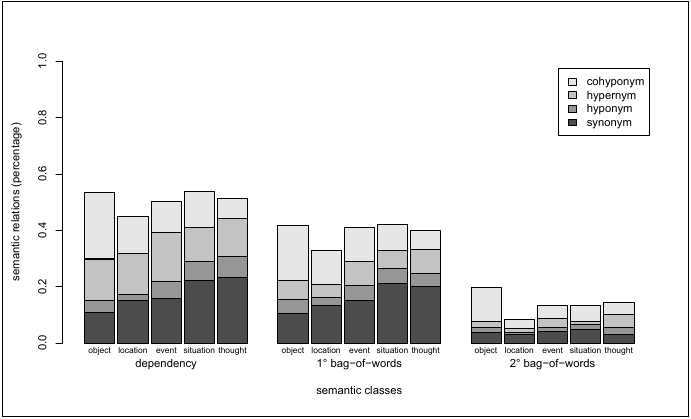 cohyponym
hypernym
hyponym
synonym
semantic relations (percentage)
1.0
0.8
0.6
0.4
0.2
0.0
object location event situation thought
object location event situation thought
object location event situation thought
dependency
1° bag-of-words
2° bag-of-words
semantic classes